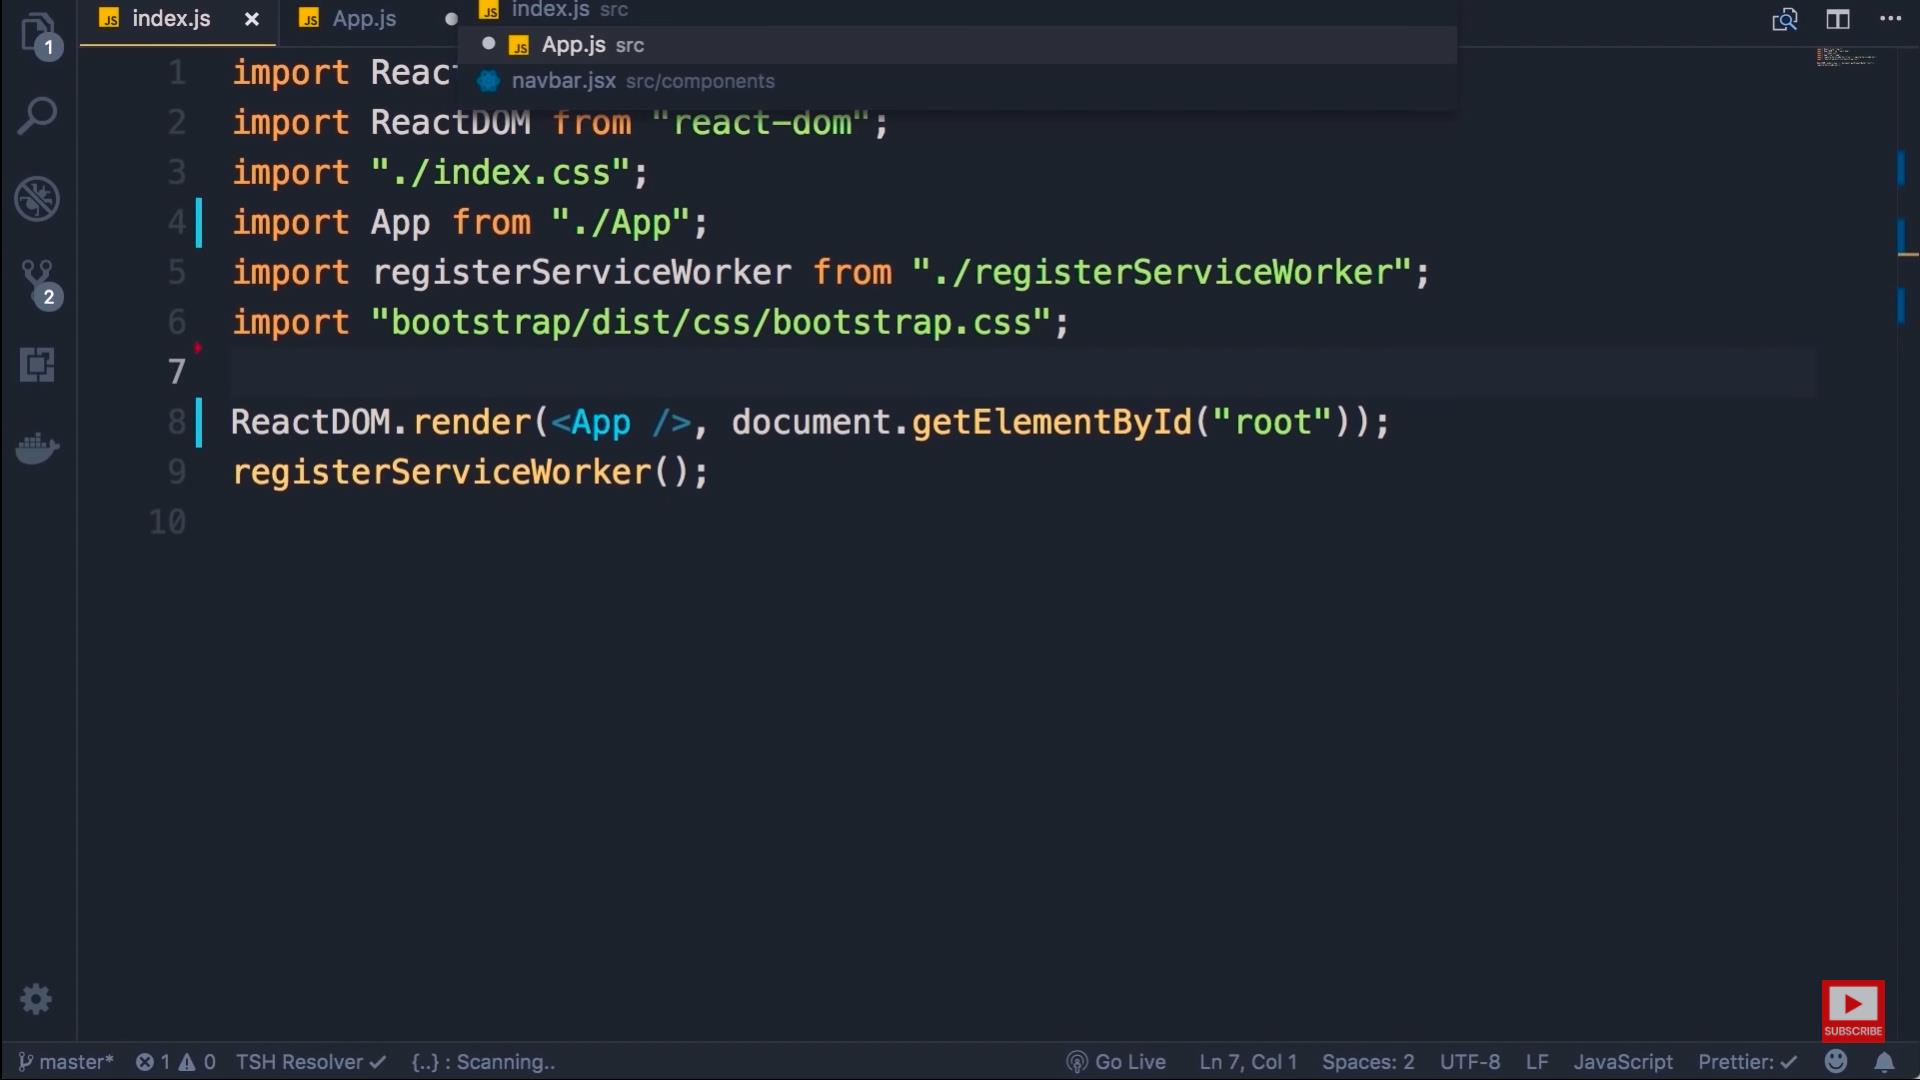 JS index.js × JS App.js
JS index.js src
JS App.js src
navbar.jsx src/components
1
2
1 import Reac
2 import ReactDOM from "react-dom";
3 import "./index.css";
4 import App from "./App";
5 import registerServiceWorker from "./registerServiceWorker";
6 import "bootstrap/dist/css/bootstrap.css";
7
8 ReactDOM.render(<App />, document.getElementById("root"));
9 registerServiceWorker();
10
SUBSCRIBE
master* 1 0 TSH Resolver ✓ {..} : Scanning.. Go Live Ln 7, Col 1 Spaces: 2 UTF-8 LF JavaScript Prettier: ✓